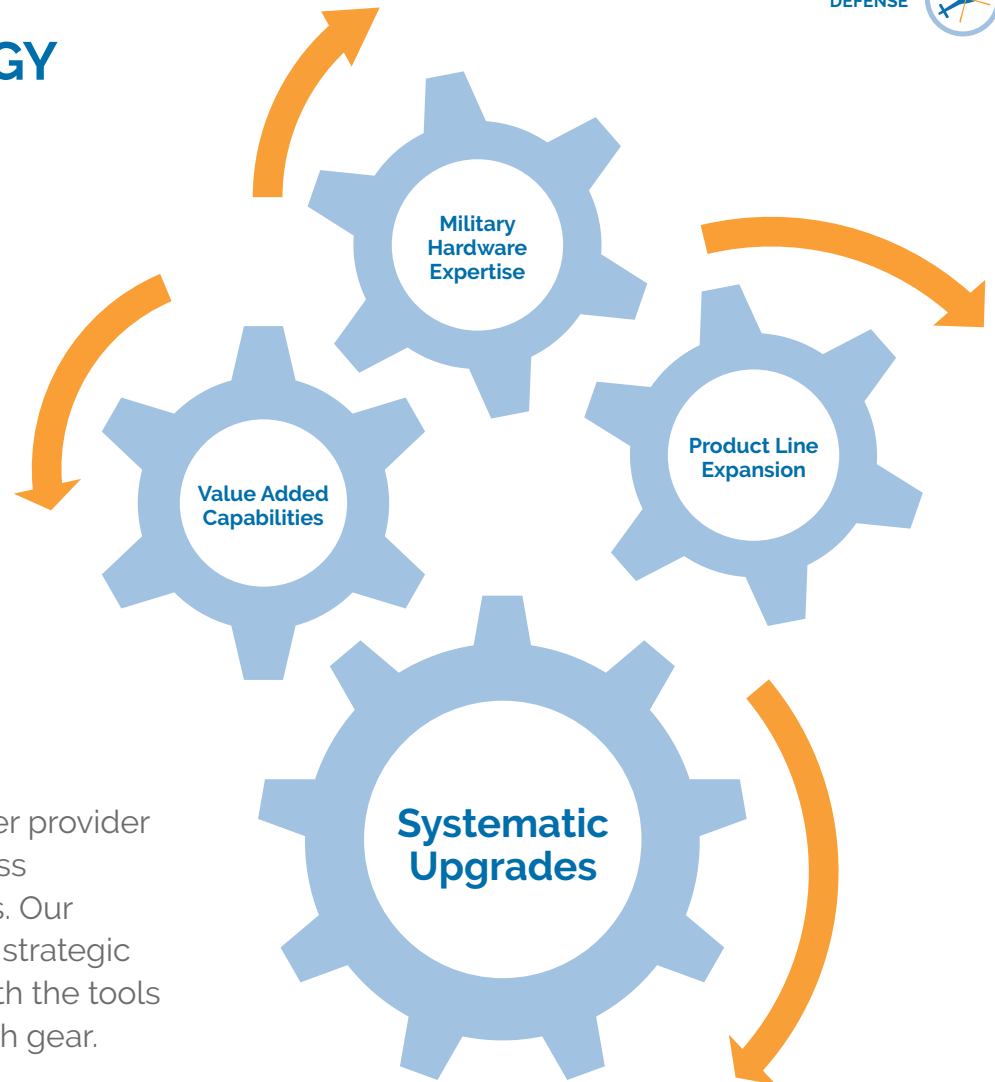 DEFENSE
GY
Military
Hardware
Expertise
Product Line
Expansion
Value Added
Capabilities
Systematic
Upgrades
er provider
ss
s. Our
strategic
th the tools
h gear.